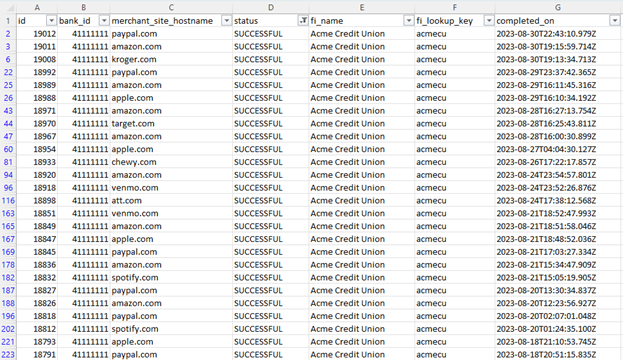 A B C D E F G
1 id bank_id merchant_site_hostname status fi_name fi_lookup_key completed_on
2 19012 41111111 paypal.com SUCCESSFUL Acme Credit Union acmecu 2023-08-30T22:43:10.979Z
3 19011 41111111 amazon.com SUCCESSFUL Acme Credit Union acmecu 2023-08-30T19:15:59.714Z
6 19008 41111111 kroger.com SUCCESSFUL Acme Credit Union acmecu 2023-08-30T19:13:34.713Z
22 18992 41111111 paypal.com SUCCESSFUL Acme Credit Union acmecu 2023-08-29T23:37:42.365Z
25 18989 41111111 amazon.com SUCCESSFUL Acme Credit Union acmecu 2023-08-29T16:11:45.316Z
26 18988 41111111 apple.com SUCCESSFUL Acme Credit Union acmecu 2023-08-29T16:10:34.192Z
43 18971 41111111 amazon.com SUCCESSFUL Acme Credit Union acmecu 2023-08-28T16:27:13.754Z
44 18970 41111111 target.com SUCCESSFUL Acme Credit Union acmecu 2023-08-28T16:25:43.811Z
47 18967 41111111 amazon.com SUCCESSFUL Acme Credit Union acmecu 2023-08-28T16:00:30.899Z
60 18954 41111111 apple.com SUCCESSFUL Acme Credit Union acmecu 2023-08-27T04:04:30.127Z
81 18933 41111111 chewy.com SUCCESSFUL Acme Credit Union acmecu 2023-08-26T17:22:17.857Z
94 18920 41111111 amazon.com SUCCESSFUL Acme Credit Union acmecu 2023-08-24T23:54:57.801Z
96 18918 41111111 venmo.com SUCCESSFUL Acme Credit Union acmecu 2023-08-24T23:52:26.876Z
116 18898 41111111 att.com SUCCESSFUL Acme Credit Union acmecu 2023-08-24T17:38:12.568Z
163 18851 41111111 venmo.com SUCCESSFUL Acme Credit Union acmecu 2023-08-21T18:52:47.993Z
165 18849 41111111 amazon.com SUCCESSFUL Acme Credit Union acmecu 2023-08-21T18:51:58.046Z
167 18847 41111111 apple.com SUCCESSFUL Acme Credit Union acmecu 2023-08-21T18:48:52.036Z
169 18845 41111111 paypal.com SUCCESSFUL Acme Credit Union acmecu 2023-08-21T17:03:27.334Z
178 18836 41111111 amazon.com SUCCESSFUL Acme Credit Union acmecu 2023-08-21T15:34:47.909Z
182 18832 41111111 spotify.com SUCCESSFUL Acme Credit Union acmecu 2023-08-21T15:05:19.905Z
187 18827 41111111 paypal.com SUCCESSFUL Acme Credit Union acmecu 2023-08-20T13:30:34.837Z
188 18826 41111111 amazon.com SUCCESSFUL Acme Credit Union acmecu 2023-08-20T12:23:56.927Z
196 18818 41111111 paypal.com SUCCESSFUL Acme Credit Union acmecu 2023-08-20T02:07:01.048Z
202 18812 41111111 spotify.com SUCCESSFUL Acme Credit Union acmecu 2023-08-20T01:24:35.100Z
221 18793 41111111 apple.com SUCCESSFUL Acme Credit Union acmecu 2023-08-18T21:10:53.745Z
223 18791 41111111 paypal.com SUCCESSFUL Acme Credit Union acmecu 2023-08-18T20:51:15.835Z